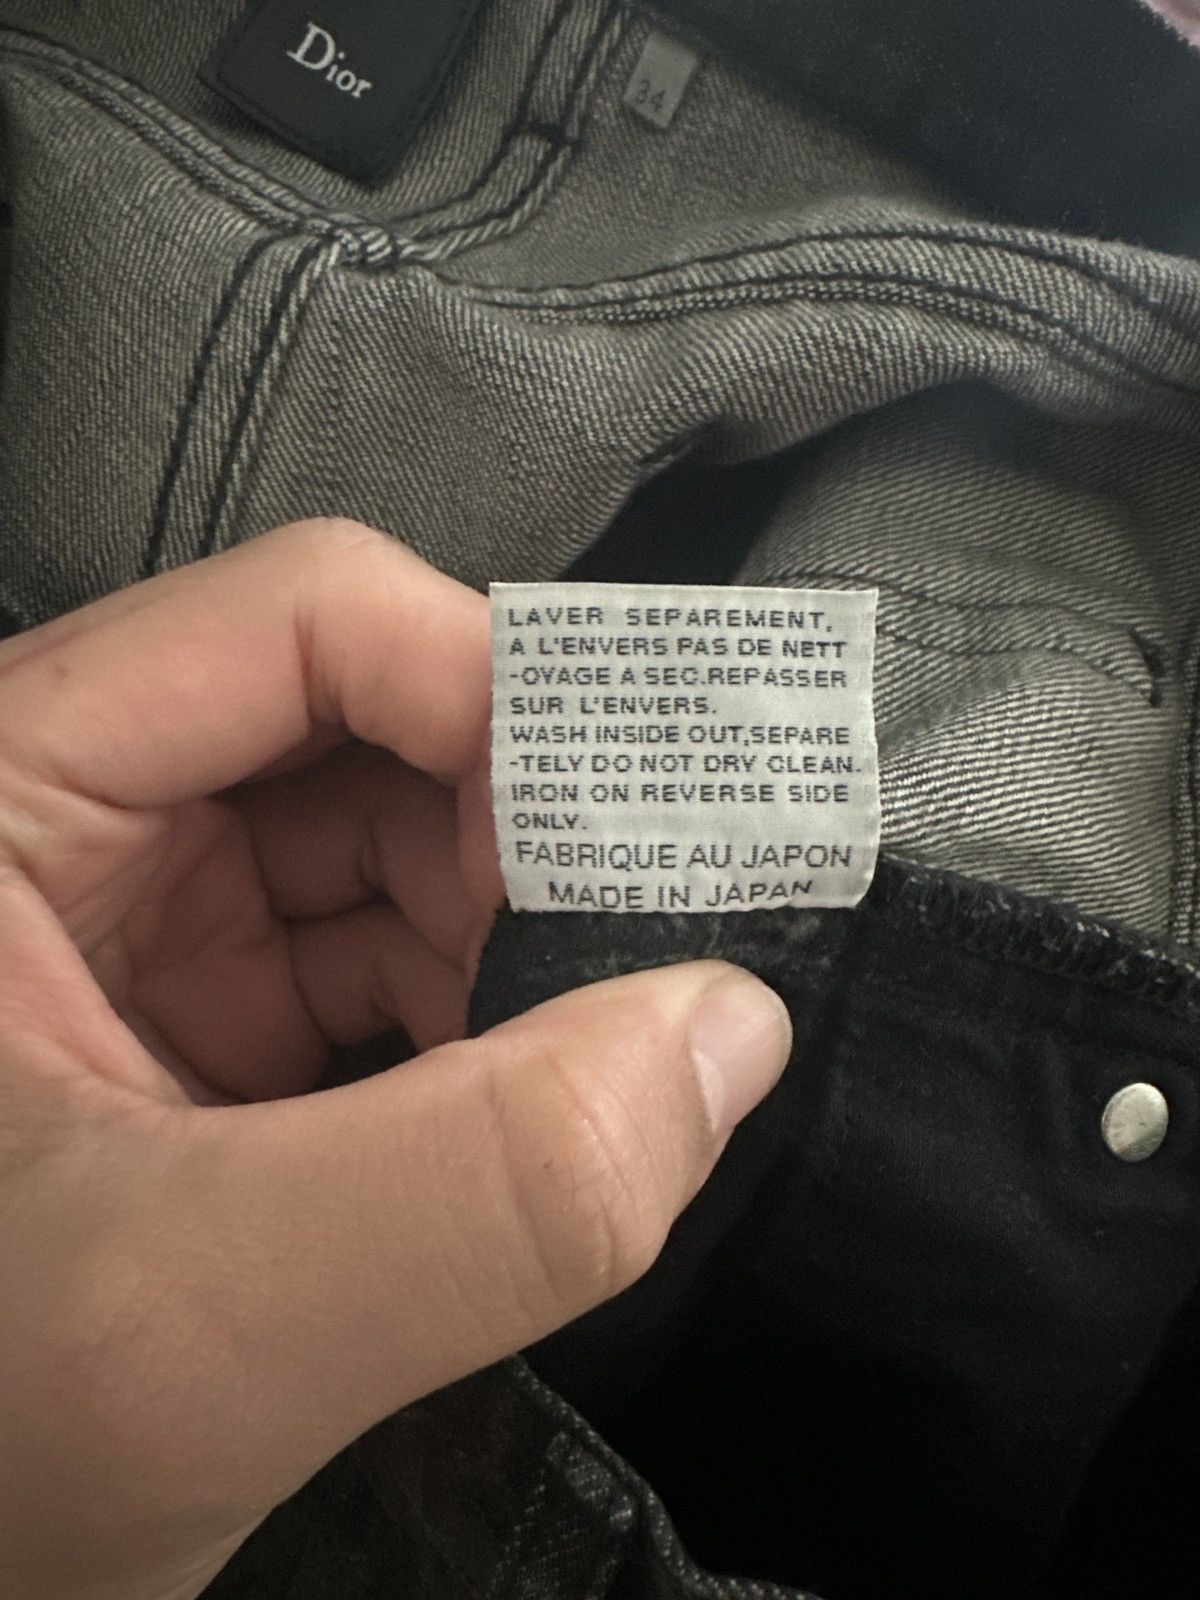 Dior
34
LAVER SEPAREMENT,
A L'ENVERS PAS DE NETT
-OYAGE A SEC.REPASSER
SUR L'ENVERS.
WASH INSIDE OUT,SEPARE
-TELY DO NOT DRY CLEAN.
IRON ON REVERSE SIDE
ONLY.
FABRIQUE AU JAPON
MADE IN JAPAN